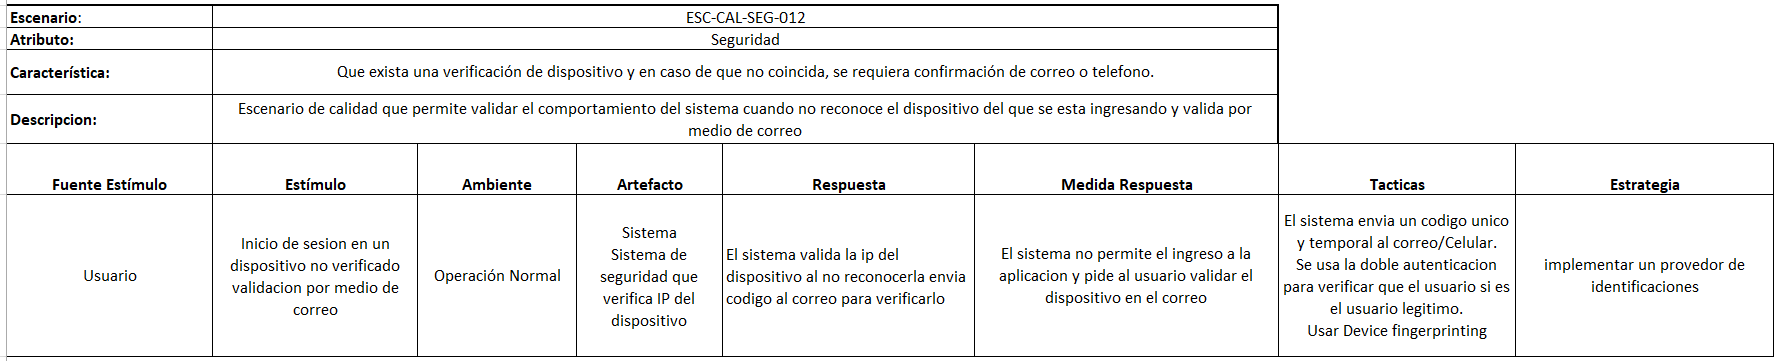 Escenario:
ESC-CAL-SEG-012
Atributo:
Seguridad
Característica:
Que exista una verificación de dispositivo y en caso de que no coincida, se requiera confirmación de correo o telefono.
Descripcion:
Escenario de calidad que permite validar el comportamiento del sistema cuando no reconoce el dispositivo del que se esta ingresando y valida por
medio de correo
Fuente Estímulo
Estímulo
Ambiente
Artefacto
Respuesta
Medida Respuesta
Tacticas
Estrategia
Usuario
Inicio de sesion en un
dispositivo no verificado
validacion por medio de
correo
Operación Normal
Sistema
Sistema de
seguridad que
verifica IP del
dispositivo
El sistema valida la ip del
dispositivo al no reconocerla envia
codigo al correo para verificarlo
El sistema no permite el ingreso a la
aplicacion y pide al usuario validar el
dispositivo en el correo
El sistema envia un codigo unico
y temporal al correo/Celular.
Se usa la doble autenticacion
para verificar que el usuario si es
el usuario legitimo.
Usar Device fingerprinting
implementar un provedor de
identificaciones